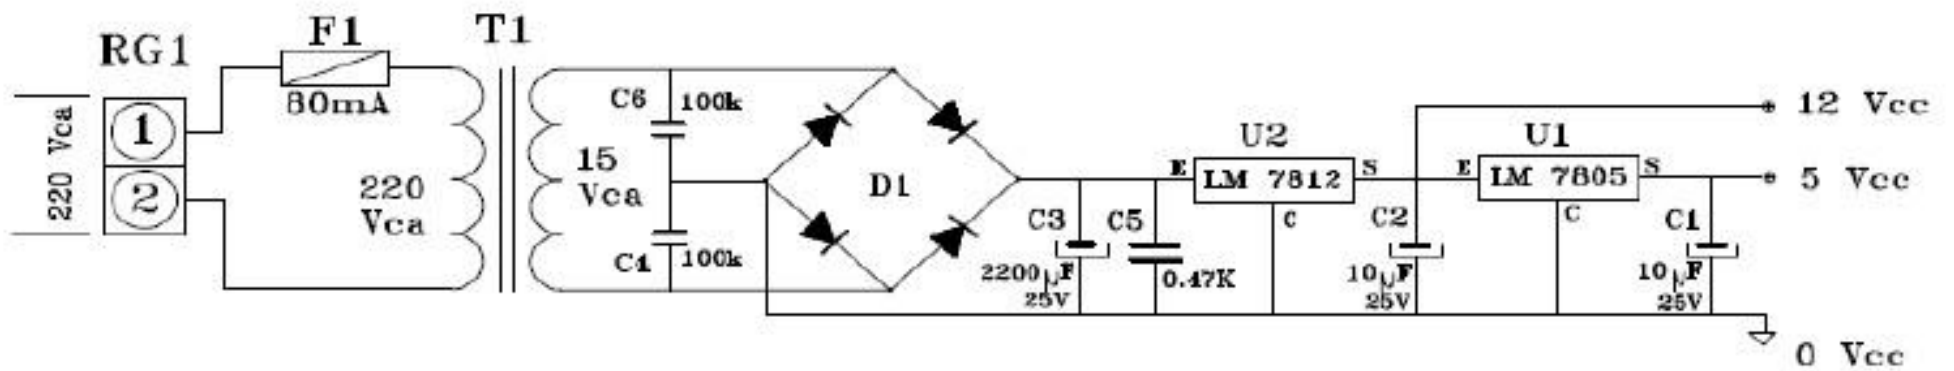 RG1
F1
T1
80mA
220 Vca
1
2
220
Vca
15
Vca
C6
100k
C4
100k
D1
C3
2200µF
25V
C5
0.47K
U2
E
LM 7812
S
C
C2
10µF
25V
U1
E
LM 7805
S
C
C1
10µF
25V
12 Vcc
5 Vcc
0 Vcc